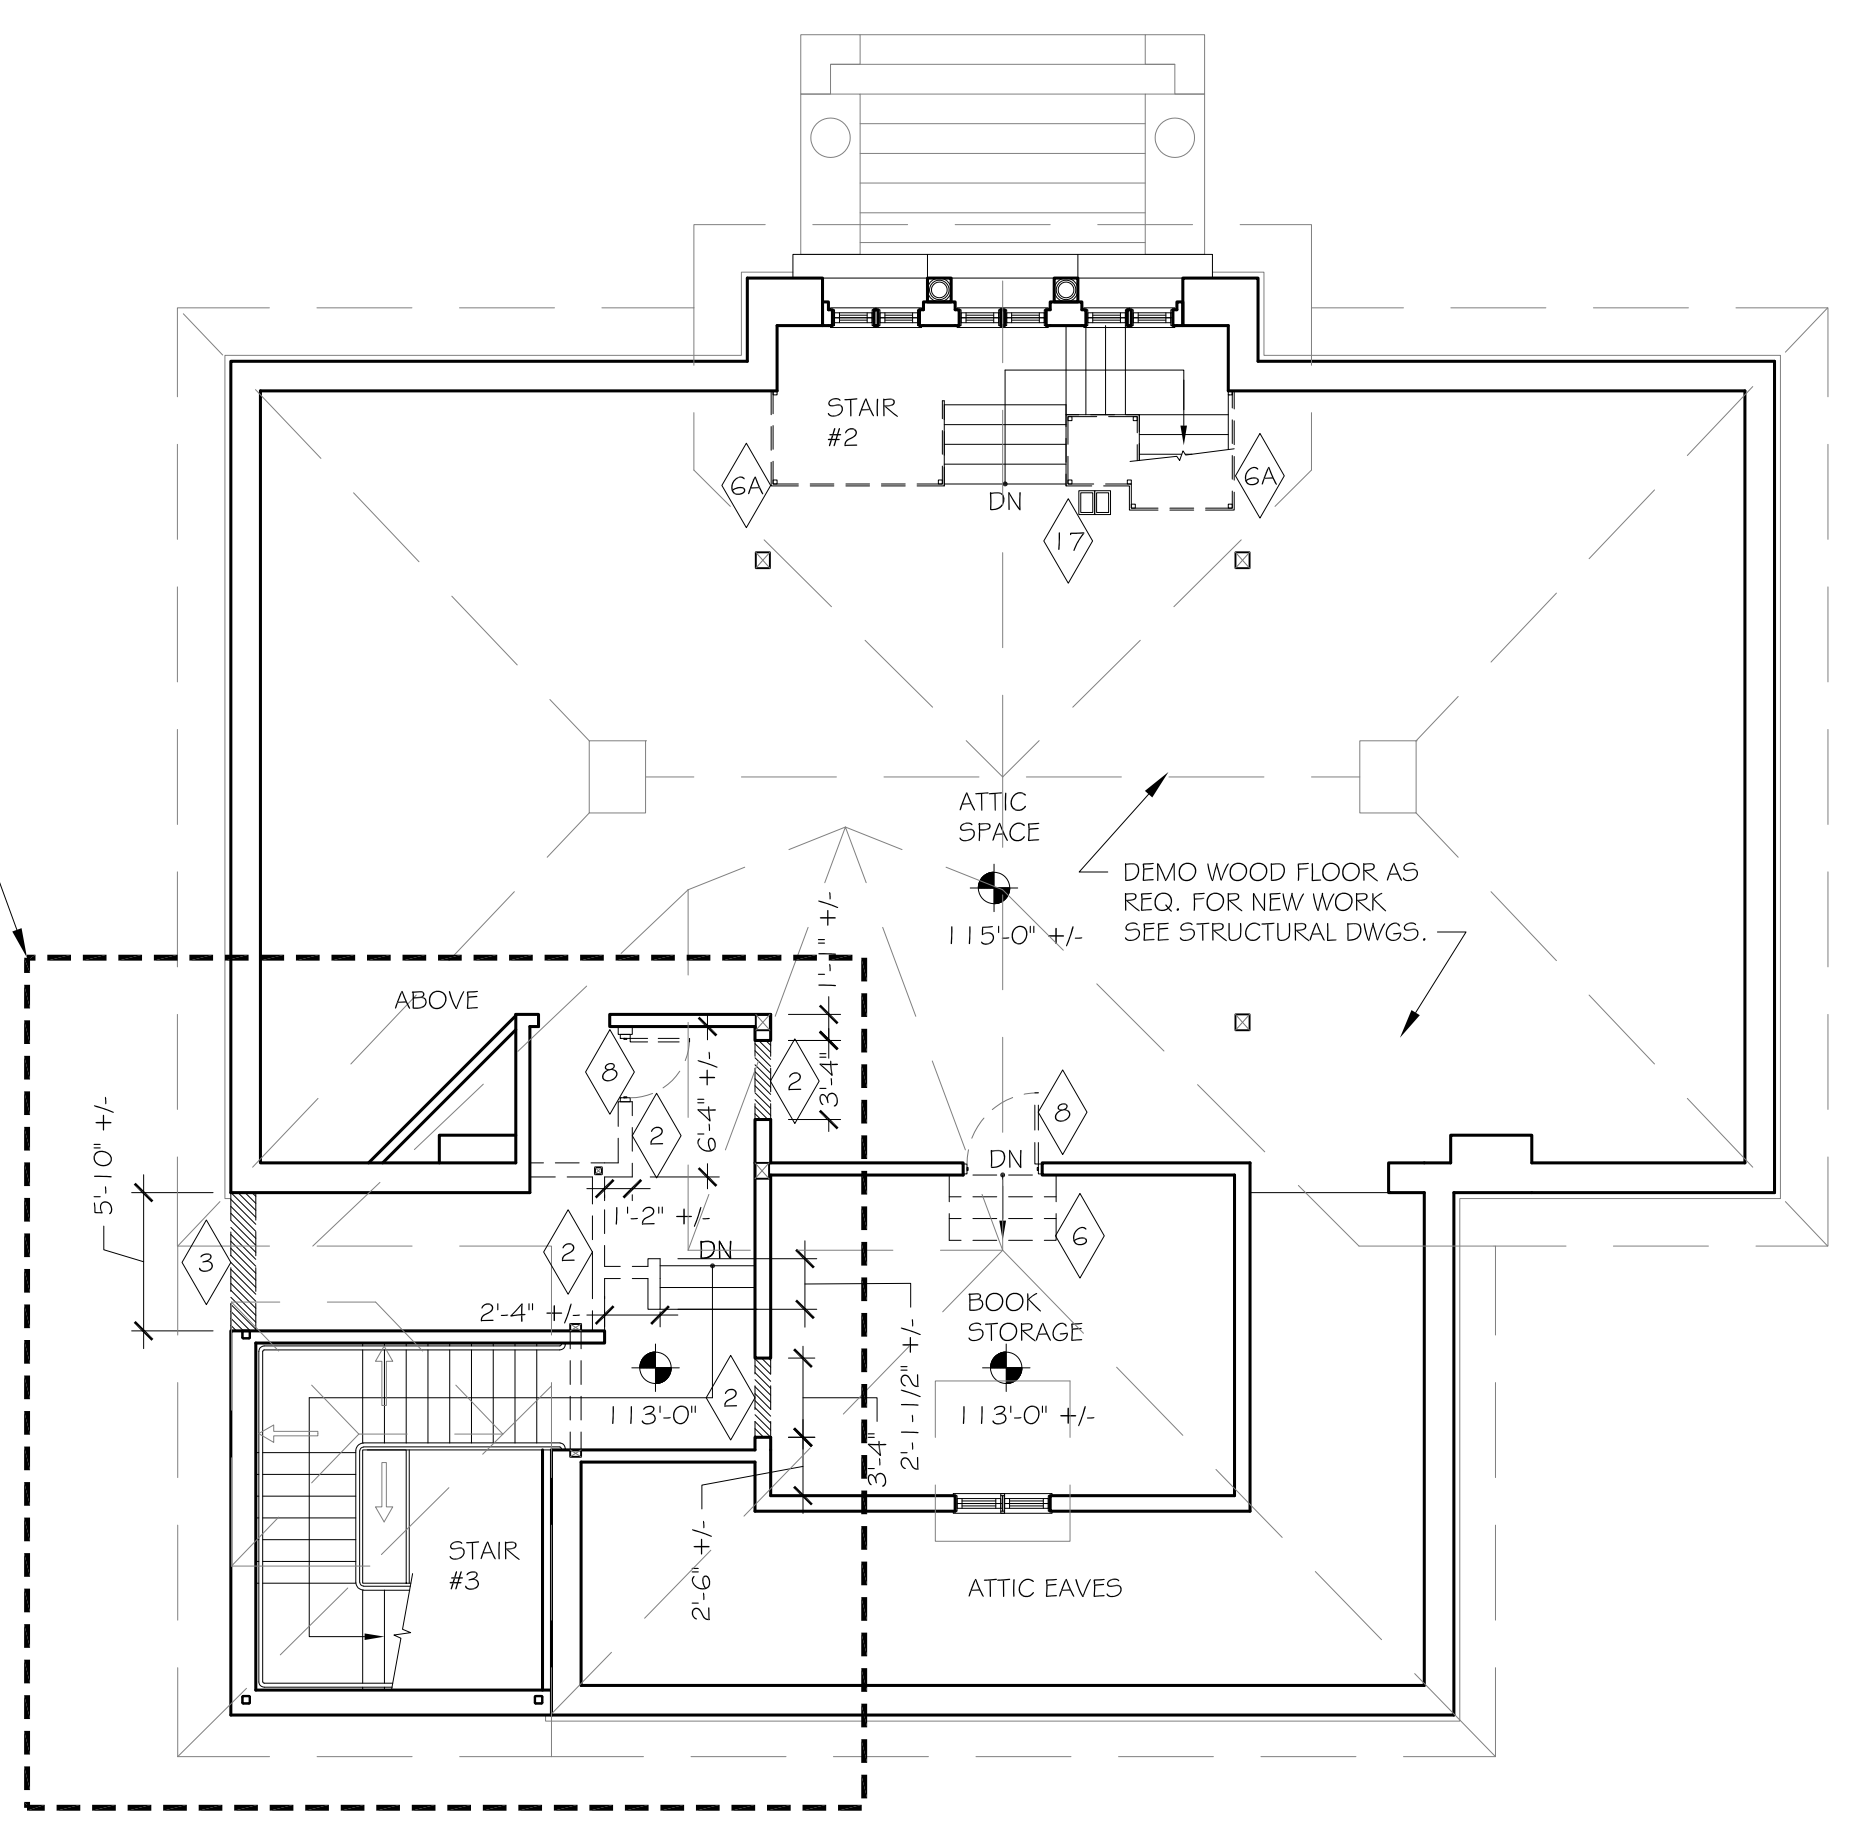 STAIR
#2
6A
DN
6A
17
ATTIC
SPACE
115'-0" +/-
DEMO WOOD FLOOR AS
REQ. FOR NEW WORK
SEE STRUCTURAL DWGS.
ABOVE
1'-1" +/-
8
2
3'-4"
2
6'-4" +/-
8
DN
5'-10" +/-
1'-2" +/-
3
2
DN
6
2'-4" +/-
BOOK
STORAGE
2'-1-1/2" +/-
113'-0"
2
113'-0" +/-
3'-4"
2'-6" +/-
STAIR
#3
ATTIC EAVES